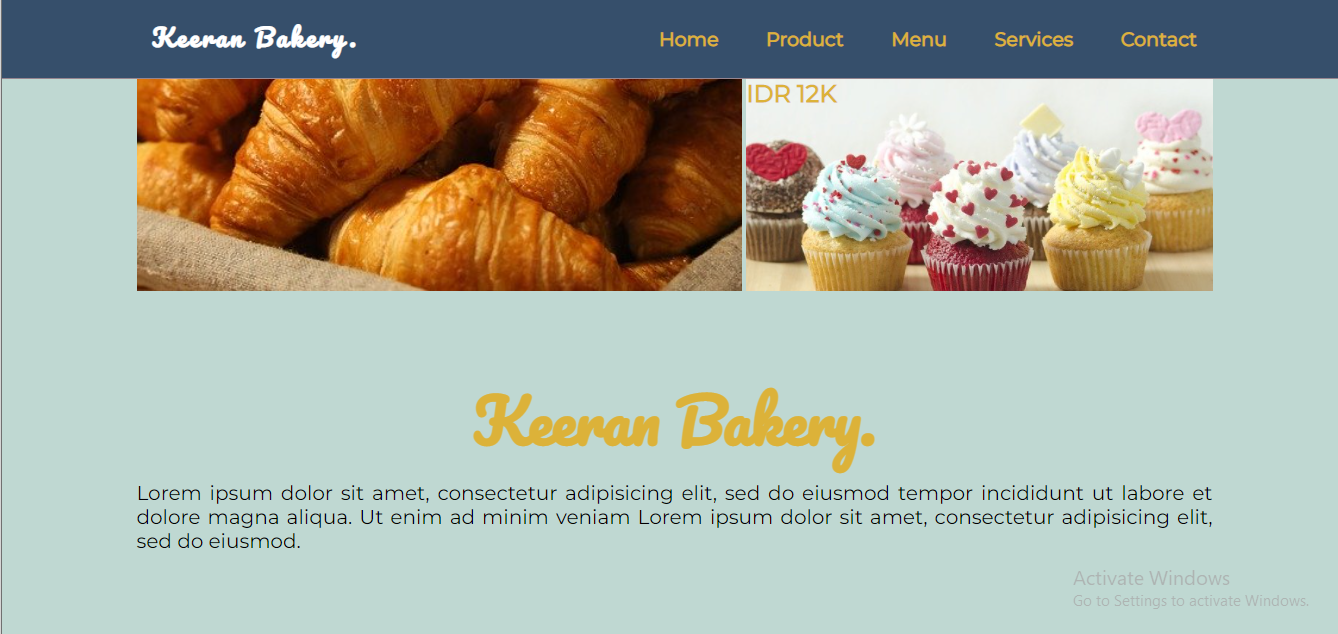 Keeran Bakery.
Home Product Menu Services Contact
IDR 12K
Keeran Bakery.
Lorem ipsum dolor sit amet, consectetur adipisicing elit, sed do eiusmod tempor incididunt ut labore et
dolore magna aliqua. Ut enim ad minim veniam Lorem ipsum dolor sit amet, consectetur adipisicing elit,
sed do eiusmod.
Activate Windows
Go to Settings to activate Windows.